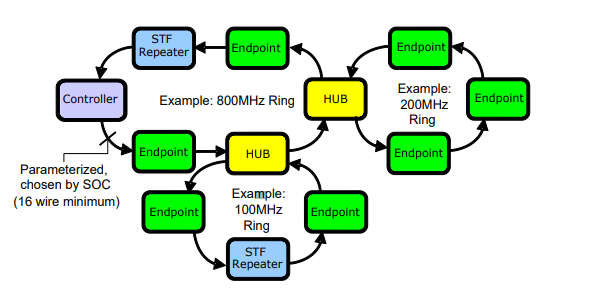 STF
Repeater
Endpoint
Endpoint
Controller
Example: 800MHz Ring
HUB
Example:
200MHz
Ring
Endpoint
Endpoint
HUB
Endpoint
Parameterized,
chosen by SOC
(16 wire minimum)
Endpoint
Example:
100MHz
Ring
Endpoint
STF
Repeater